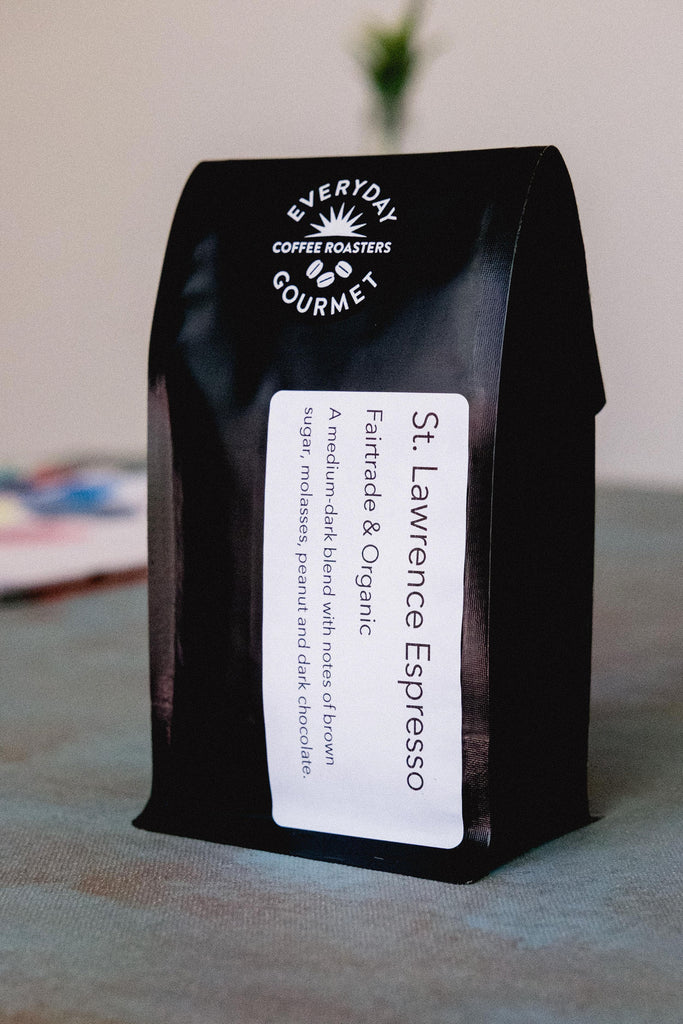 EVERYDAY
COFFEE ROASTERS
GOURMET
St. Lawrence Espresso
Fairtrade & Organic
A medium-dark blend with notes of brown
sugar, molasses, peanut and dark chocolate.